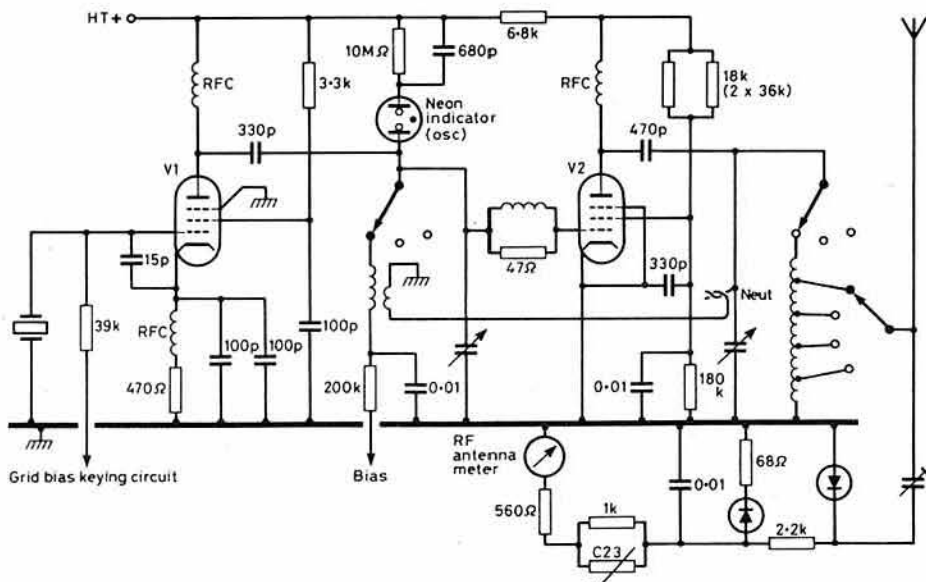 HT+
6·8k
10MΩ
680p
RFC
3·3k
Neon
indicator
(osc)
RFC
18k
(2 x 36k)
330p
470p
V1
V2
15p
47Ω
330p
Neut
39k
RFC
100p
100p
100p
470Ω
200k
0·01
0·01
180
k
Grid bias keying circuit
Bias
RF
antenna
meter
68Ω
0·01
560Ω
1k
C23
2·2k